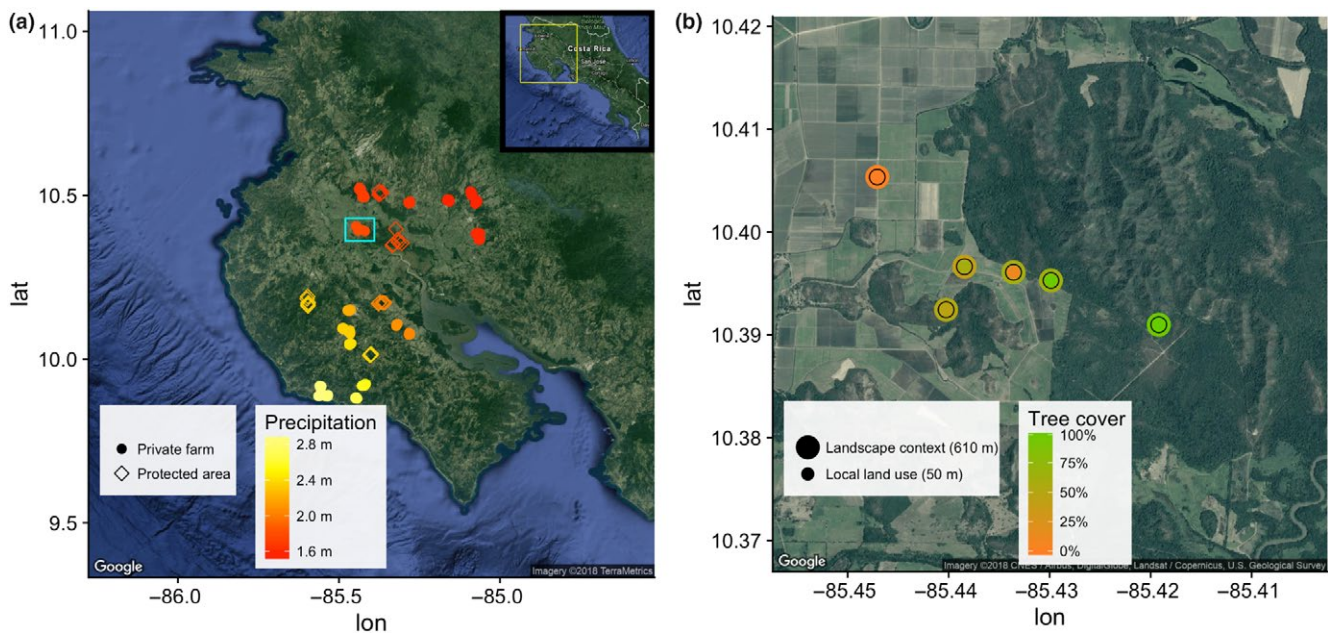 (a)
11.0
10.5
10.0
9.5
lat
−86.0
−85.5
−85.0
lon
Costa Rica
San Jose
Private farm
Protected area
Precipitation
2.8 m
2.4 m
2.0 m
1.6 m
Google
Imagery ©2018 TerraMetrics
(b)
10.42
10.41
10.40
10.39
10.38
10.37
lat
−85.45
−85.44
−85.43
−85.42
−85.41
lon
Landscape context (610 m)
Local land use (50 m)
Tree cover
100%
75%
50%
25%
0%
Google
Imagery ©2018 CNES / Airbus, DigitalGlobe, Landsat / Copernicus, U.S. Geological Survey